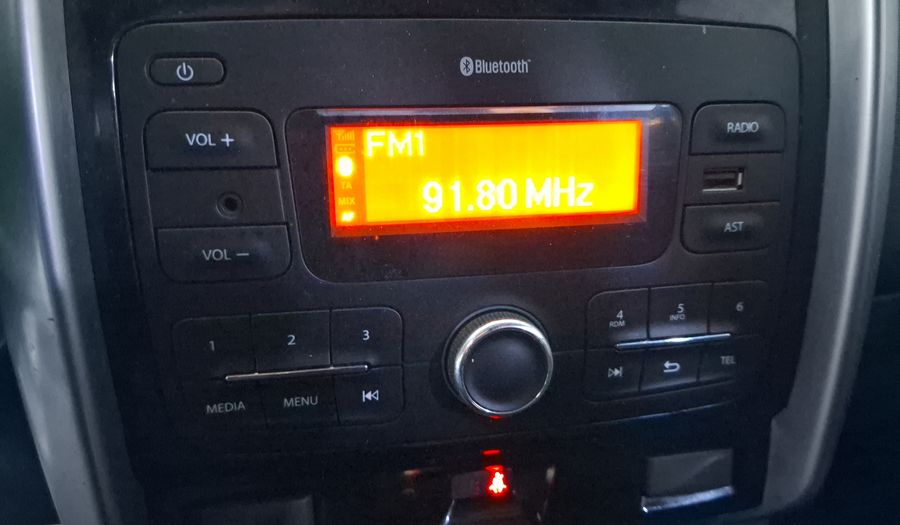 Bluetooth
VOL +
RADIO
FM1
TA
MIX
AF
91.80 MHz
VOL −
AST
1
2
3
4
RDM
5
INFO
6
MEDIA
MENU
TEL